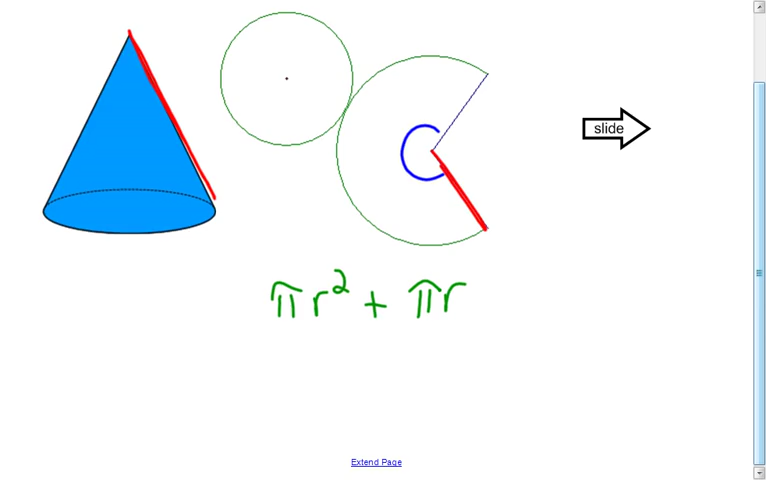 slide
πr² + πr
Extend Page